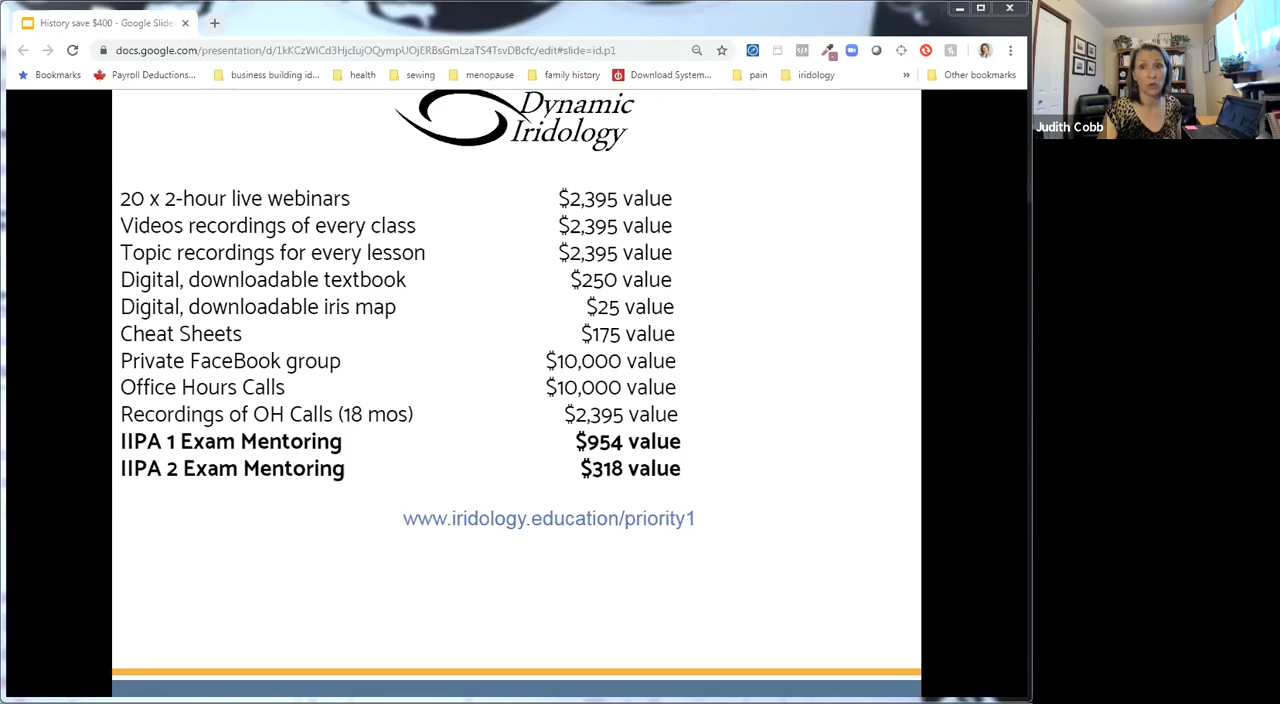 History save $400 - Google Slide
docs.google.com/presentation/d/1kKCzWlCd3HjcIujOQympUOjERBsGmLzaTS4TsvDBcfc/edit#slide=id.p1
Bookmarks
Payroll Deductions...
business building id...
health
sewing
menopause
family history
Download System...
pain
iridology
»
Other bookmarks
Judith Cobb
Dynamic
Iridology
20 x 2-hour live webinars $2,395 value
Videos recordings of every class $2,395 value
Topic recordings for every lesson $2,395 value
Digital, downloadable textbook $250 value
Digital, downloadable iris map $25 value
Cheat Sheets $175 value
Private FaceBook group $10,000 value
Office Hours Calls $10,000 value
Recordings of OH Calls (18 mos) $2,395 value
IIPA 1 Exam Mentoring $954 value
IIPA 2 Exam Mentoring $318 value
www.iridology.education/priority1